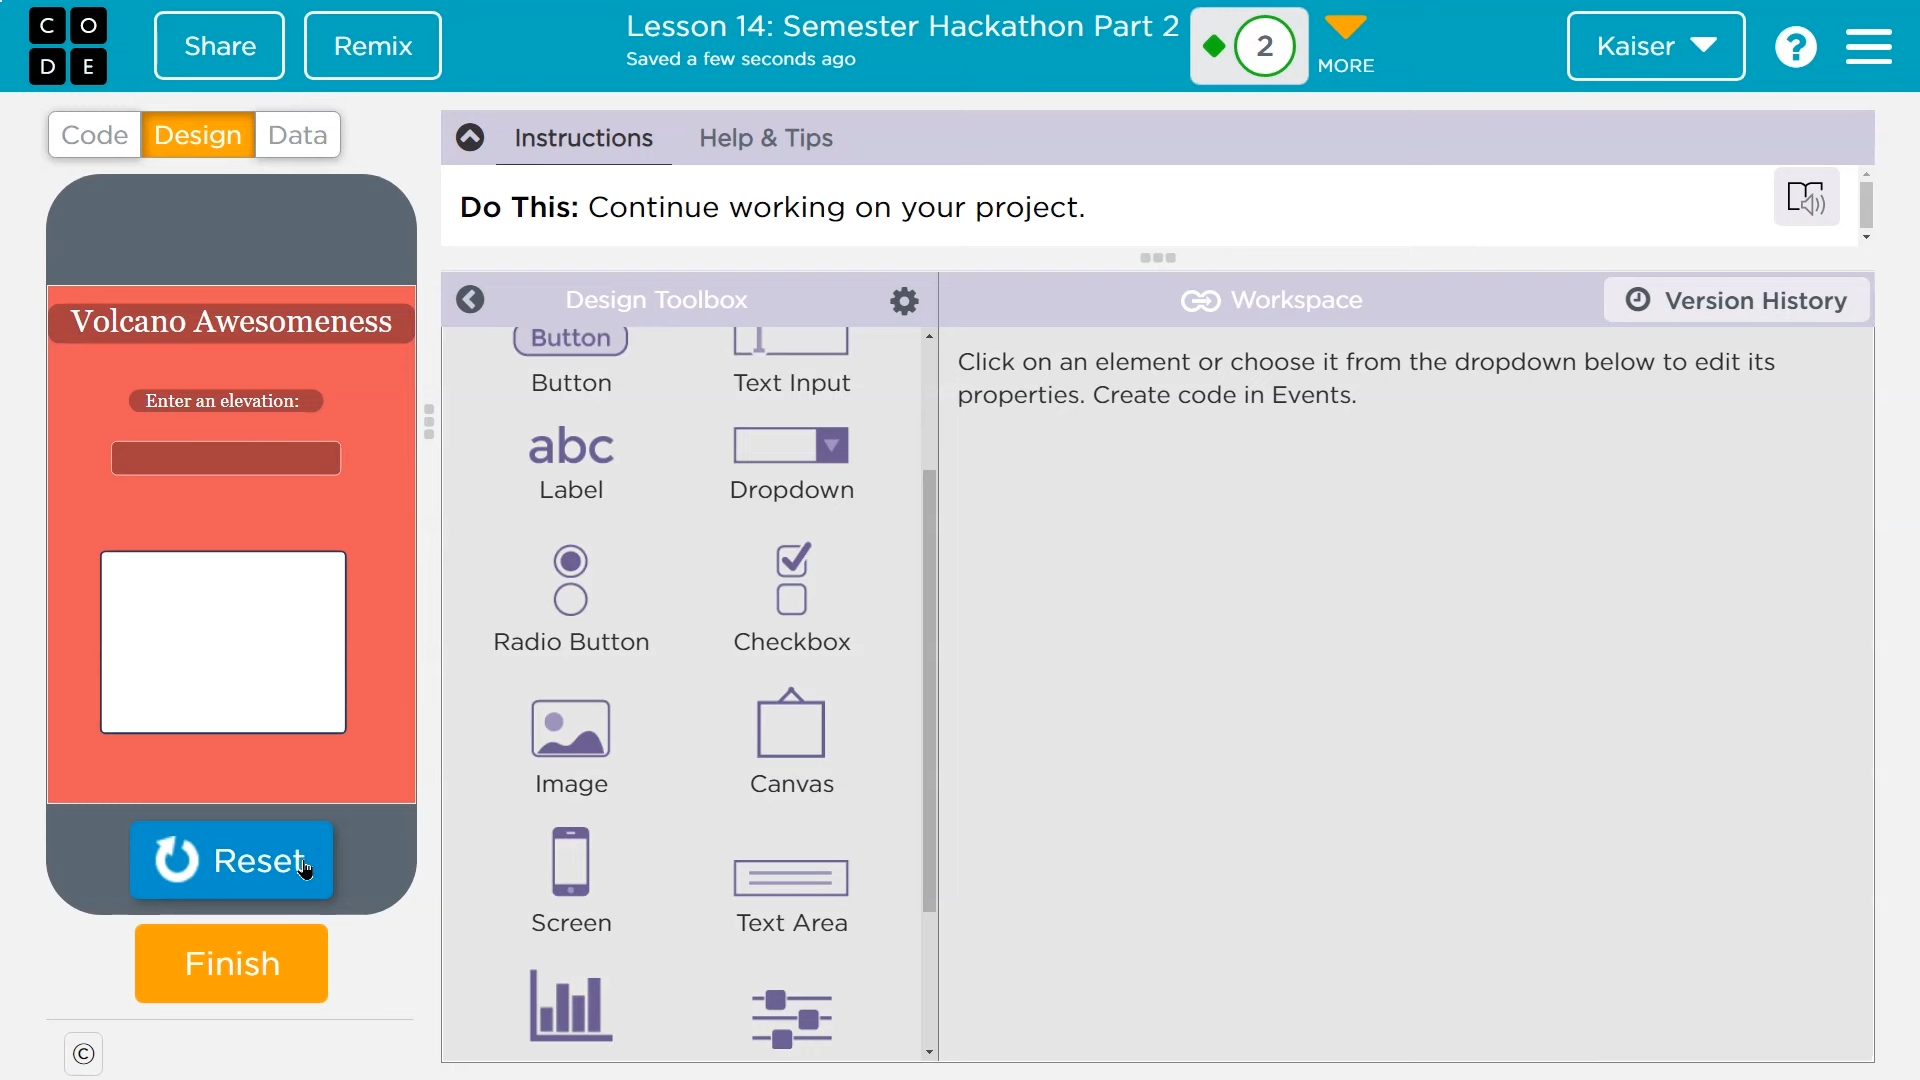 CODE
Share
Remix
Lesson 14: Semester Hackathon Part 2
Saved a few seconds ago
2
MORE
Kaiser
?
Code
Design
Data
Instructions
Help & Tips
Do This: Continue working on your project.
Design Toolbox
Workspace
Version History
Volcano Awesomeness
Enter an elevation:
Reset
Finish
©
Button
Button
Text Input
abc
Label
Dropdown
Radio Button
Checkbox
Image
Canvas
Screen
Text Area
Click on an element or choose it from the dropdown below to edit its
properties. Create code in Events.